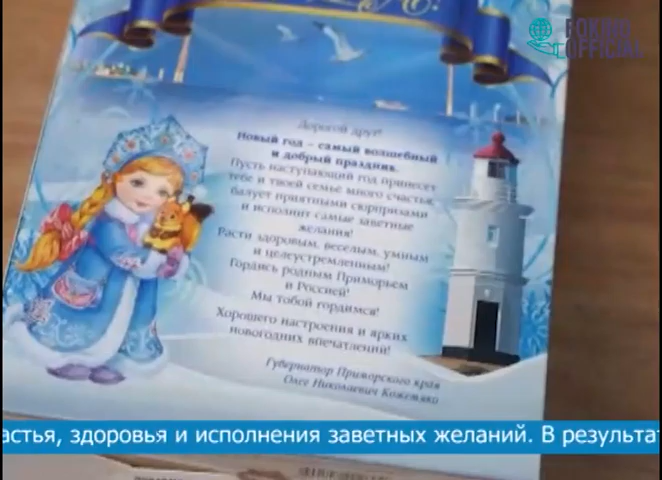 FOKINO
OFFICIAL
Дорогой друг!
Новый год – самый волшебный
и добрый праздник.
Пусть наступающий год принесет
тебе и твоей семье много счастья,
балует приятными сюрпризами
и исполнит самые заветные
желания!
Расти здоровым, веселым, умным
и целеустремленным!
Гордись родным Приморьем
и Россией!
Мы тобой гордимся!
Хорошего настроения и ярких
новогодних впечатлений!
Губернатор Приморского края
Олег Николаевич Кожемяко
астья, здоровья и исполнения заветных желаний. В результат